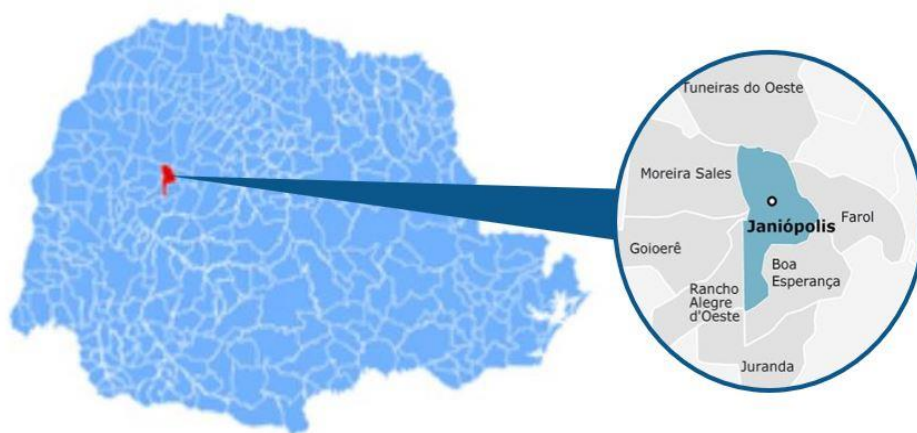 Tuneiras do Oeste
Moreira Sales
Janiópolis
Farol
Goioerê
Boa
Esperança
Rancho
Alegre
d'Oeste
Juranda